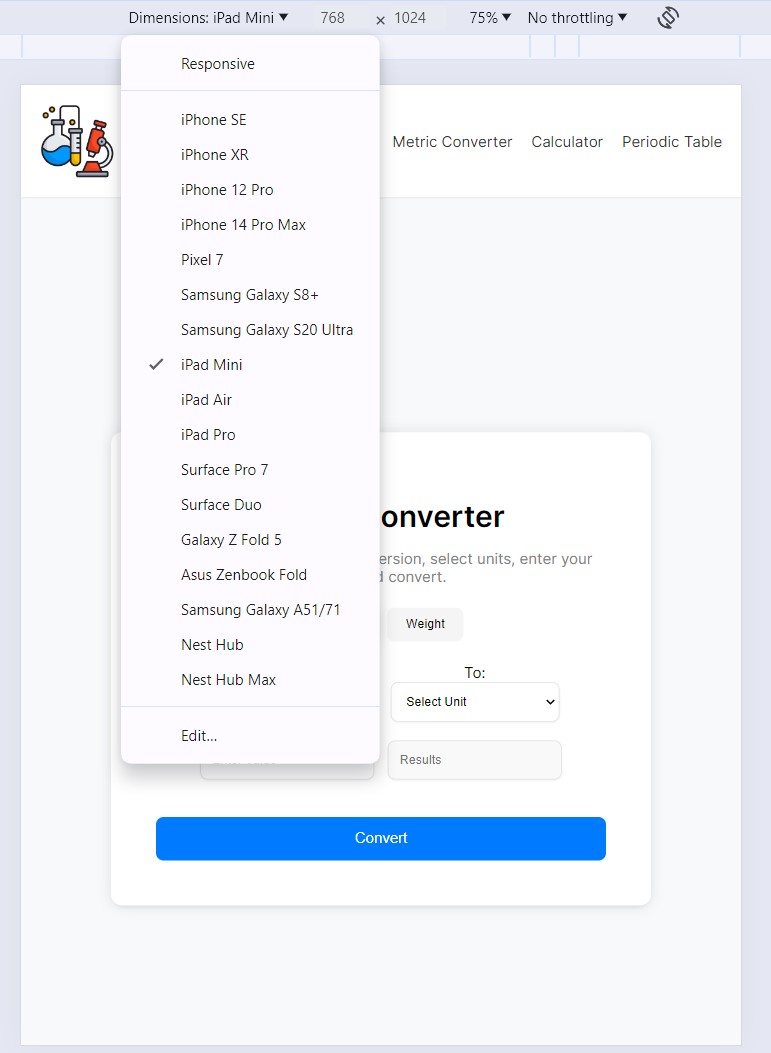 Dimensions: iPad Mini ▼ 768 × 1024 75% ▼ No throttling ▼
Responsive
Metric Converter Calculator Periodic Table
iPhone SE
iPhone XR
iPhone 12 Pro
iPhone 14 Pro Max
Pixel 7
Samsung Galaxy S8+
Samsung Galaxy S20 Ultra
✓ iPad Mini
iPad Air
iPad Pro
Surface Pro 7
Surface Duo
Galaxy Z Fold 5
Asus Zenbook Fold
Samsung Galaxy A51/71
Nest Hub
Nest Hub Max
Edit...
onverter
ersion, select units, enter your
d convert.
Weight
To:
Select Unit
Results
Convert